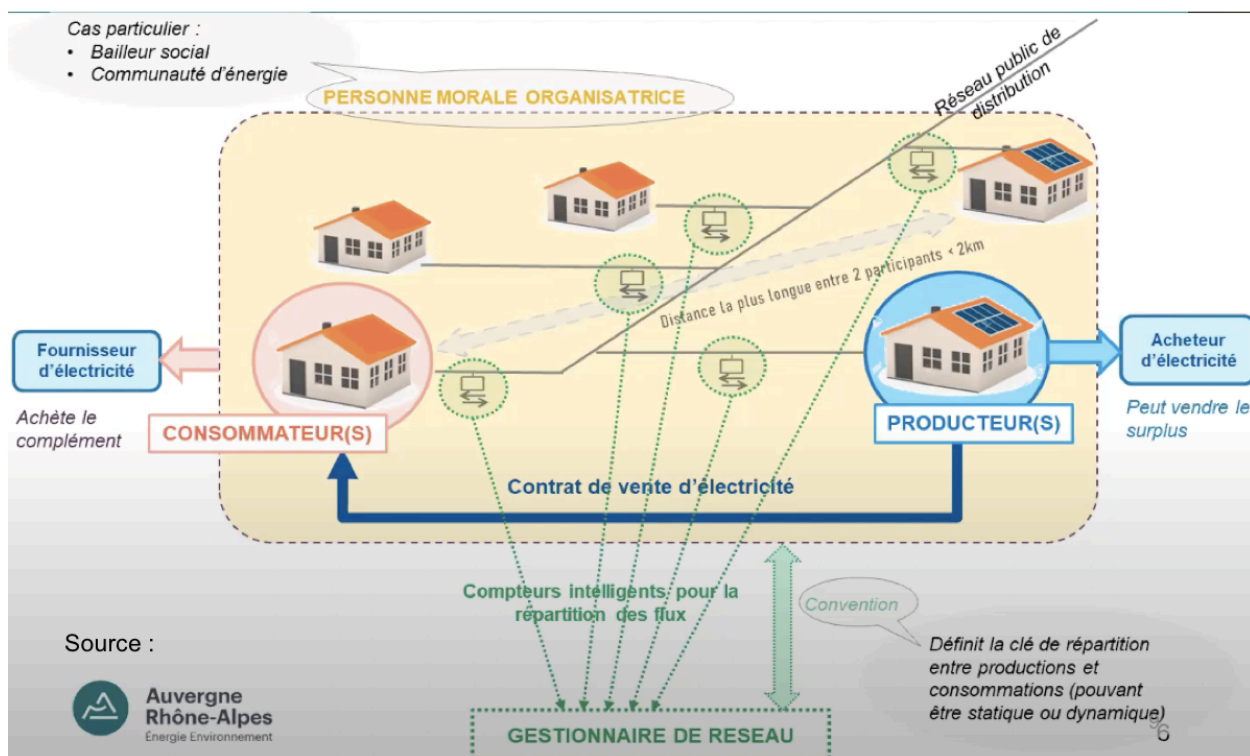 Cas particulier :
• Bailleur social
• Communauté d'énergie
PERSONNE MORALE ORGANISATRICE
Réseau public de
distribution
Distance la plus longue entre 2 participants < 2km
Fournisseur
d'électricité
Achète le
complément
CONSOMMATEUR(S)
PRODUCTEUR(S)
Acheteur
d'électricité
Peut vendre le
surplus
Contrat de vente d'électricité
Compteurs intelligents pour la
répartition des flux
Convention
Définit la clé de répartition
entre productions et
consommations (pouvant
être statique ou dynamique)
Source :
Auvergne
Rhône-Alpes
Énergie Environnement
GESTIONNAIRE DE RESEAU